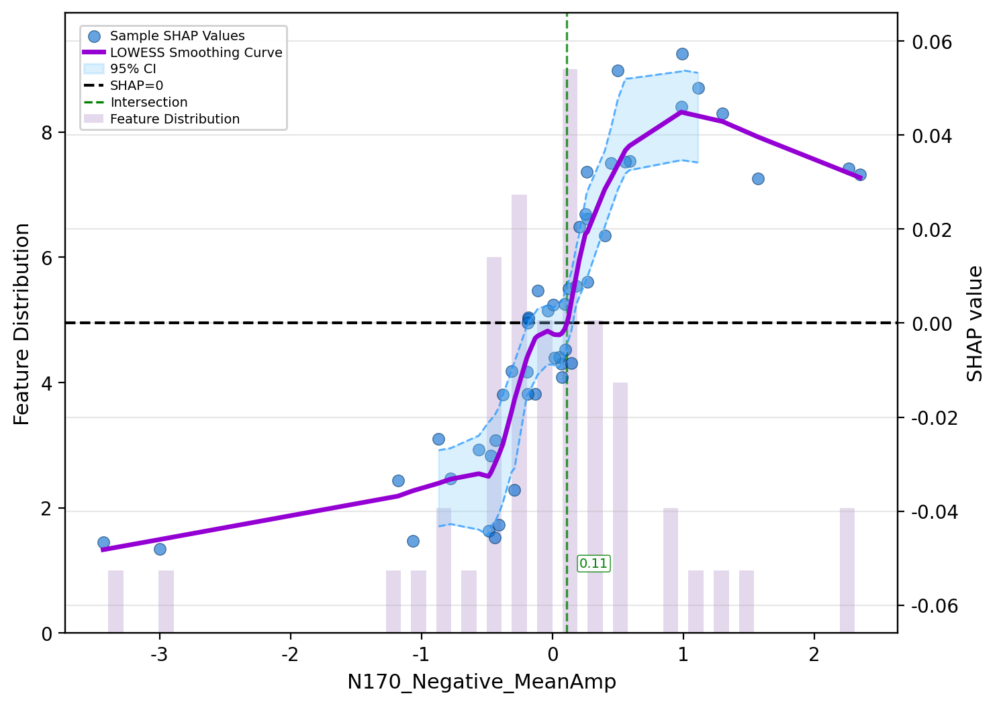 Sample SHAP Values
LOWESS Smoothing Curve
95% CI
SHAP=0
Intersection
Feature Distribution
0.06
0.04
0.02
0.00
-0.02
-0.04
-0.06
SHAP value
8
6
4
2
0
Feature Distribution
0.11
-3
-2
-1
0
1
2
N170_Negative_MeanAmp